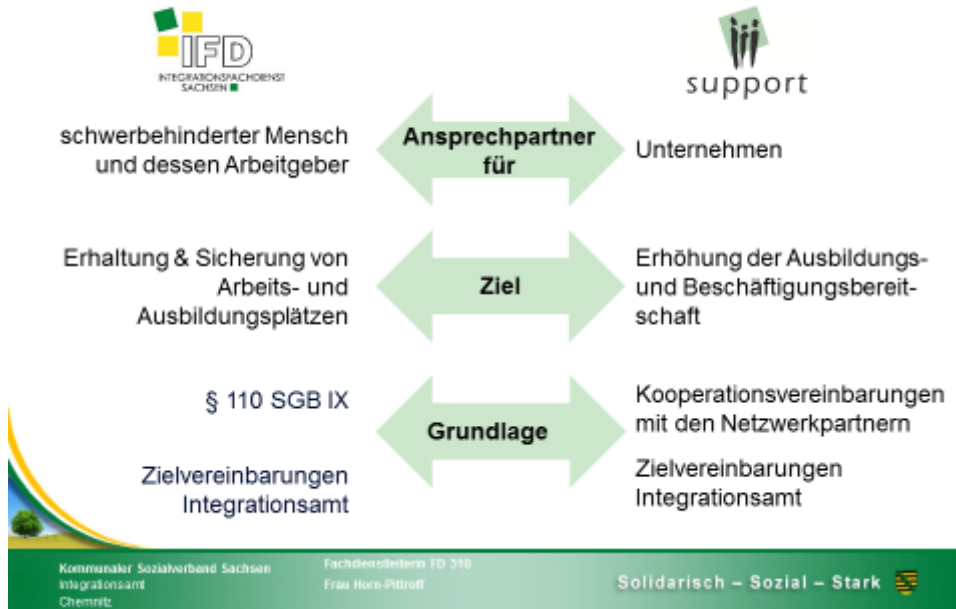 IFD
INTEGRATIONSFACHDIENST
SACHSEN
support
schwerbehinderter Mensch
und dessen Arbeitgeber
Ansprechpartner
für
Unternehmen
Erhaltung & Sicherung von
Arbeits- und
Ausbildungsplätzen
Ziel
Erhöhung der Ausbildungs-
und Beschäftigungsbereit-
schaft
§ 110 SGB IX
Zielvereinbarungen
Integrationsamt
Grundlage
Kooperationsvereinbarungen
mit den Netzwerkpartnern
Zielvereinbarungen
Integrationsamt
Kommunaler Sozialverband Sachsen
Integrationsamt
Chemnitz
Fachdienstleiterin FD 310
Frau Horn-Pittroff
Solidarisch – Sozial – Stark